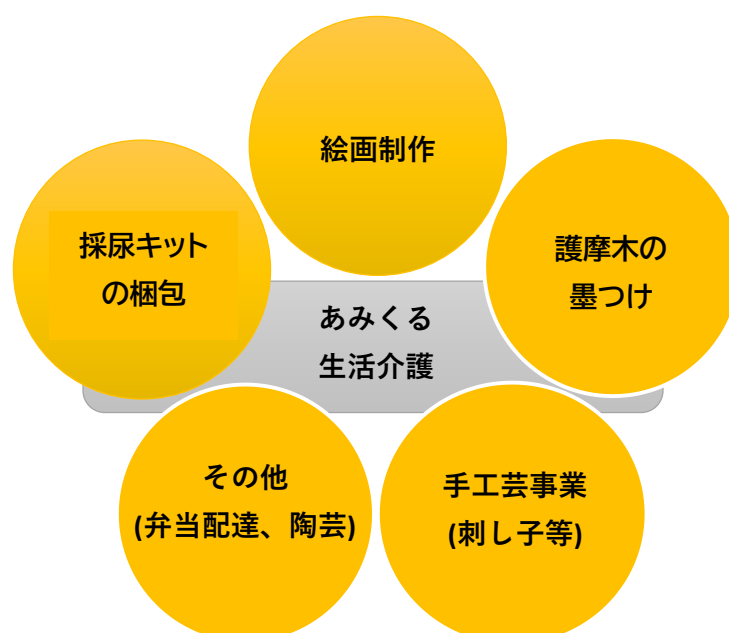 絵画制作
採尿キット
の梱包
護摩木の
墨つけ
あみくる
生活介護
その他
(弁当配達、陶芸)
手工芸事業
(刺し子等)